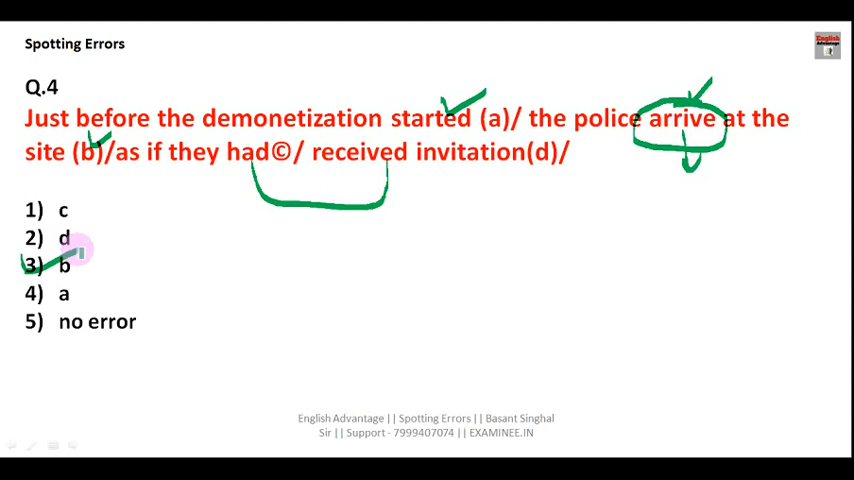 Spotting Errors
English
Advantage
Q.4
Just before the demonetization started (a)/ the police arrive at the
site (b)/as if they had©/ received invitation(d)/
1) c
2) d
3) b
4) a
5) no error
English Advantage || Spotting Errors || Basant Singhal
Sir || Support - 7999407074 || EXAMINEE.IN